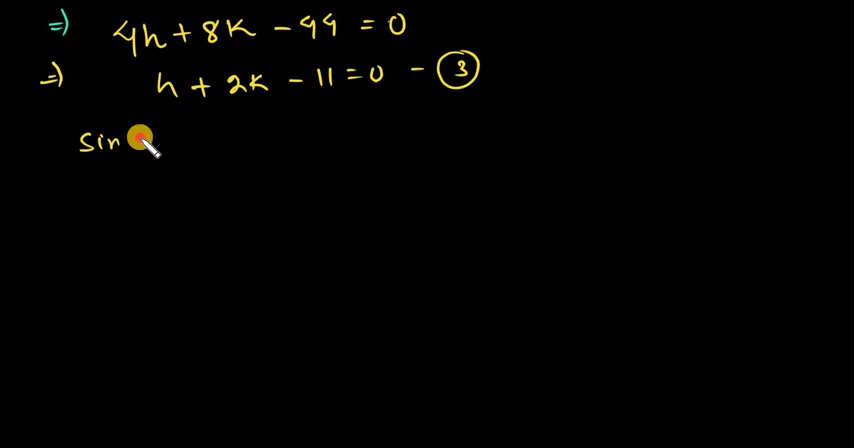 =) 4h + 8k - 44 = 0
=) h + 2k - 11 = 0 - 3
Sin